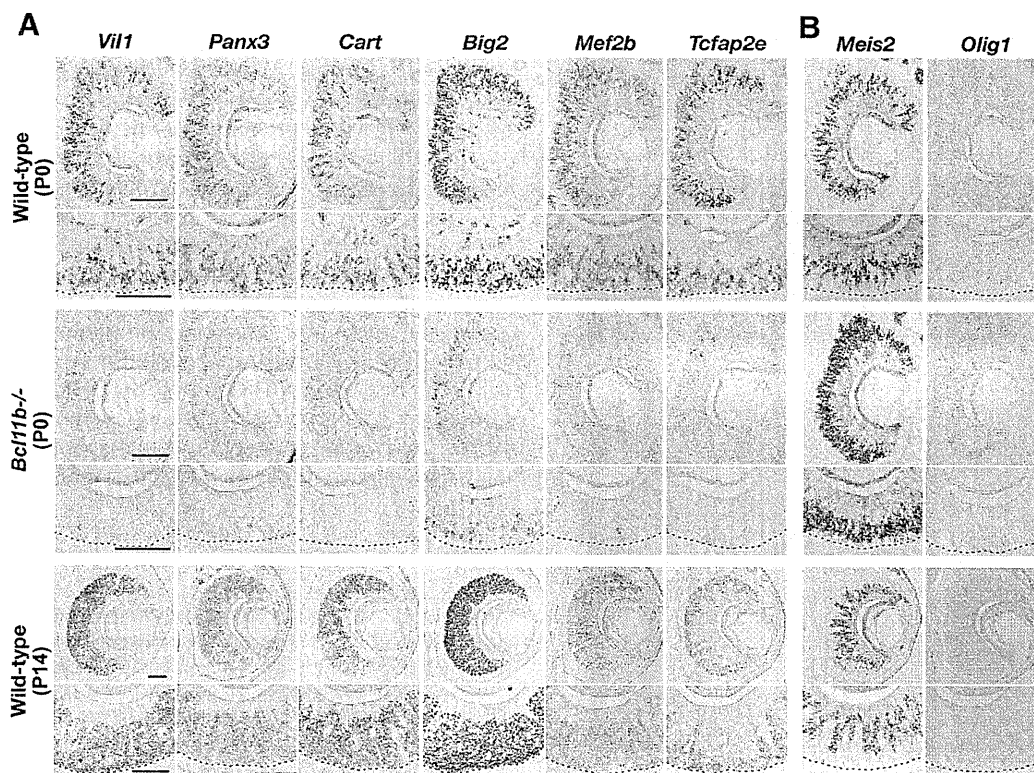 A
B
Vil1 Panx3 Cart Big2 Mef2b Tcfap2e Meis2 Olig1
Wild-type
(P0)
Bcl11b-/-
(P0)
Wild-type
(P14)